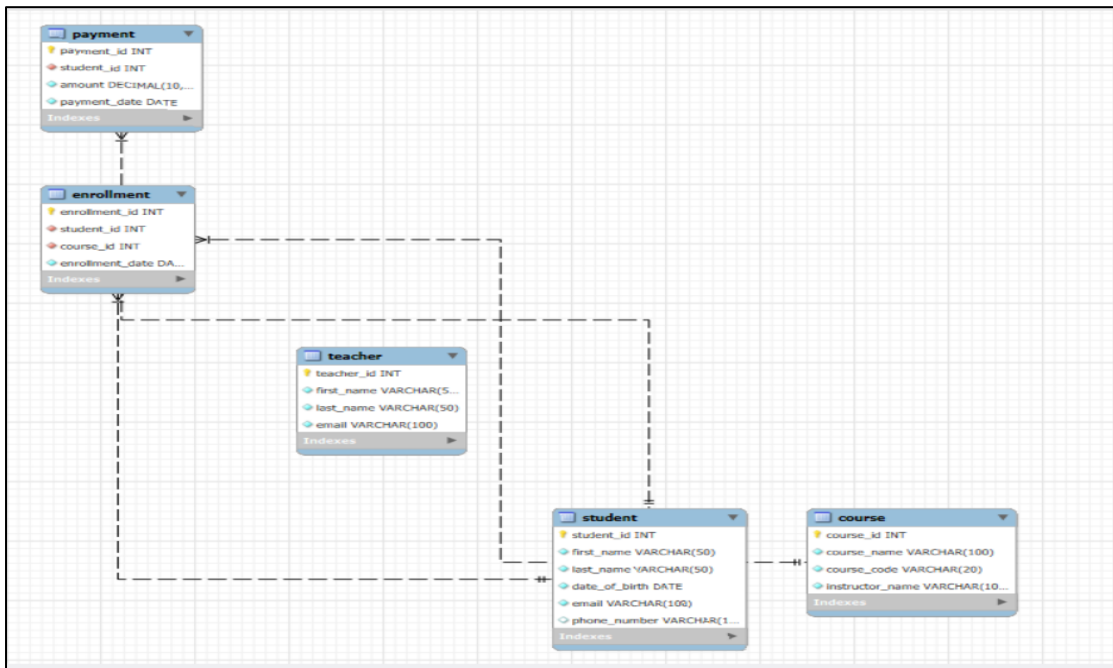 payment
payment_id INT
student_id INT
amount DECIMAL(10,...
payment_date DATE
Indexes
enrollment
enrollment_id INT
student_id INT
course_id INT
enrollment_date DA...
Indexes
teacher
teacher_id INT
first_name VARCHAR(5...
last_name VARCHAR(50)
email VARCHAR(100)
Indexes
student
student_id INT
first_name VARCHAR(50)
last_name VARCHAR(50)
date_of_birth DATE
email VARCHAR(100)
phone_number VARCHAR(1...
Indexes
course
course_id INT
course_name VARCHAR(100)
course_code VARCHAR(20)
instructor_name VARCHAR(10...
Indexes